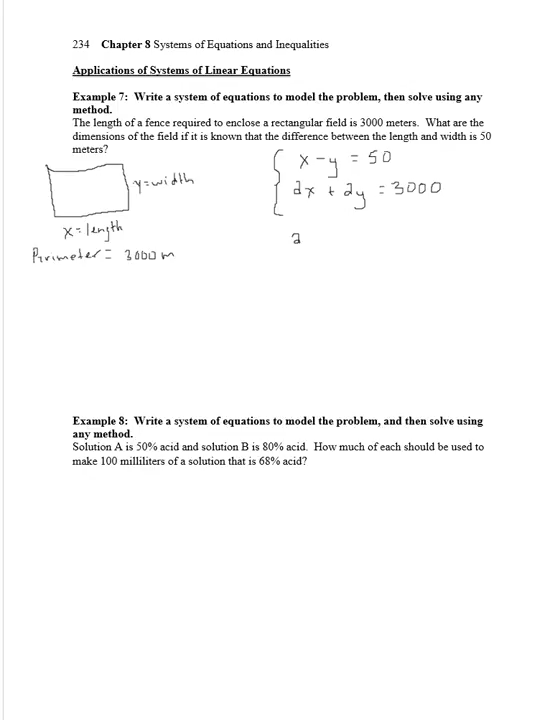 234 Chapter 8 Systems of Equations and Inequalities
Applications of Systems of Linear Equations
Example 7: Write a system of equations to model the problem, then solve using any
method.
The length of a fence required to enclose a rectangular field is 3000 meters. What are the
dimensions of the field if it is known that the difference between the length and width is 50
meters?
x - y = 50
y = width
2x + 2y = 3000
x = length
2
Perimeter = 3000 m
Example 8: Write a system of equations to model the problem, and then solve using
any method.
Solution A is 50% acid and solution B is 80% acid. How much of each should be used to
make 100 milliliters of a solution that is 68% acid?